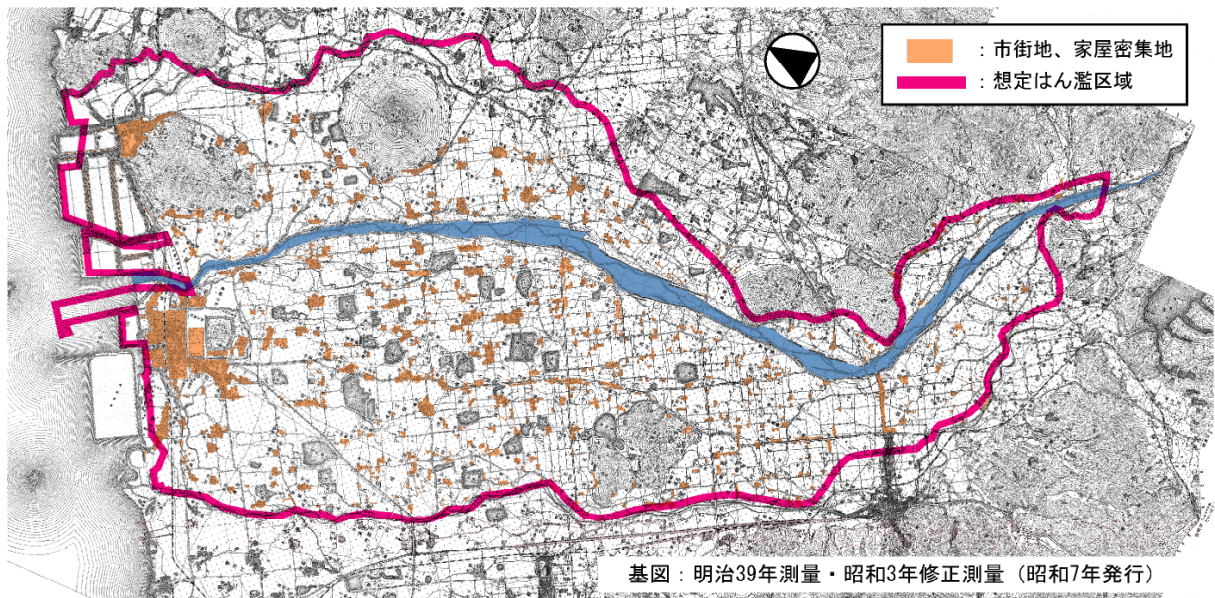 ：市街地、家屋密集地
：想定はん濫区域
基図：明治39年測量・昭和3年修正測量（昭和7年発行）